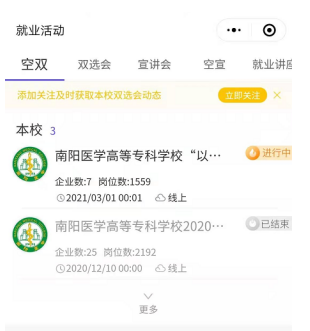 就业活动
空双 双选会 宣讲会 空宣 就业讲座
添加关注及时获取本校双选会动态 立即关注
本校 3
南阳医学高等专科学校“以… 进行中
企业数:7 岗位数:1559
2021/03/01 00:01 线上
南阳医学高等专科学校2020… 已结束
企业数:25 岗位数:2192
2020/12/10 00:00 线上
更多